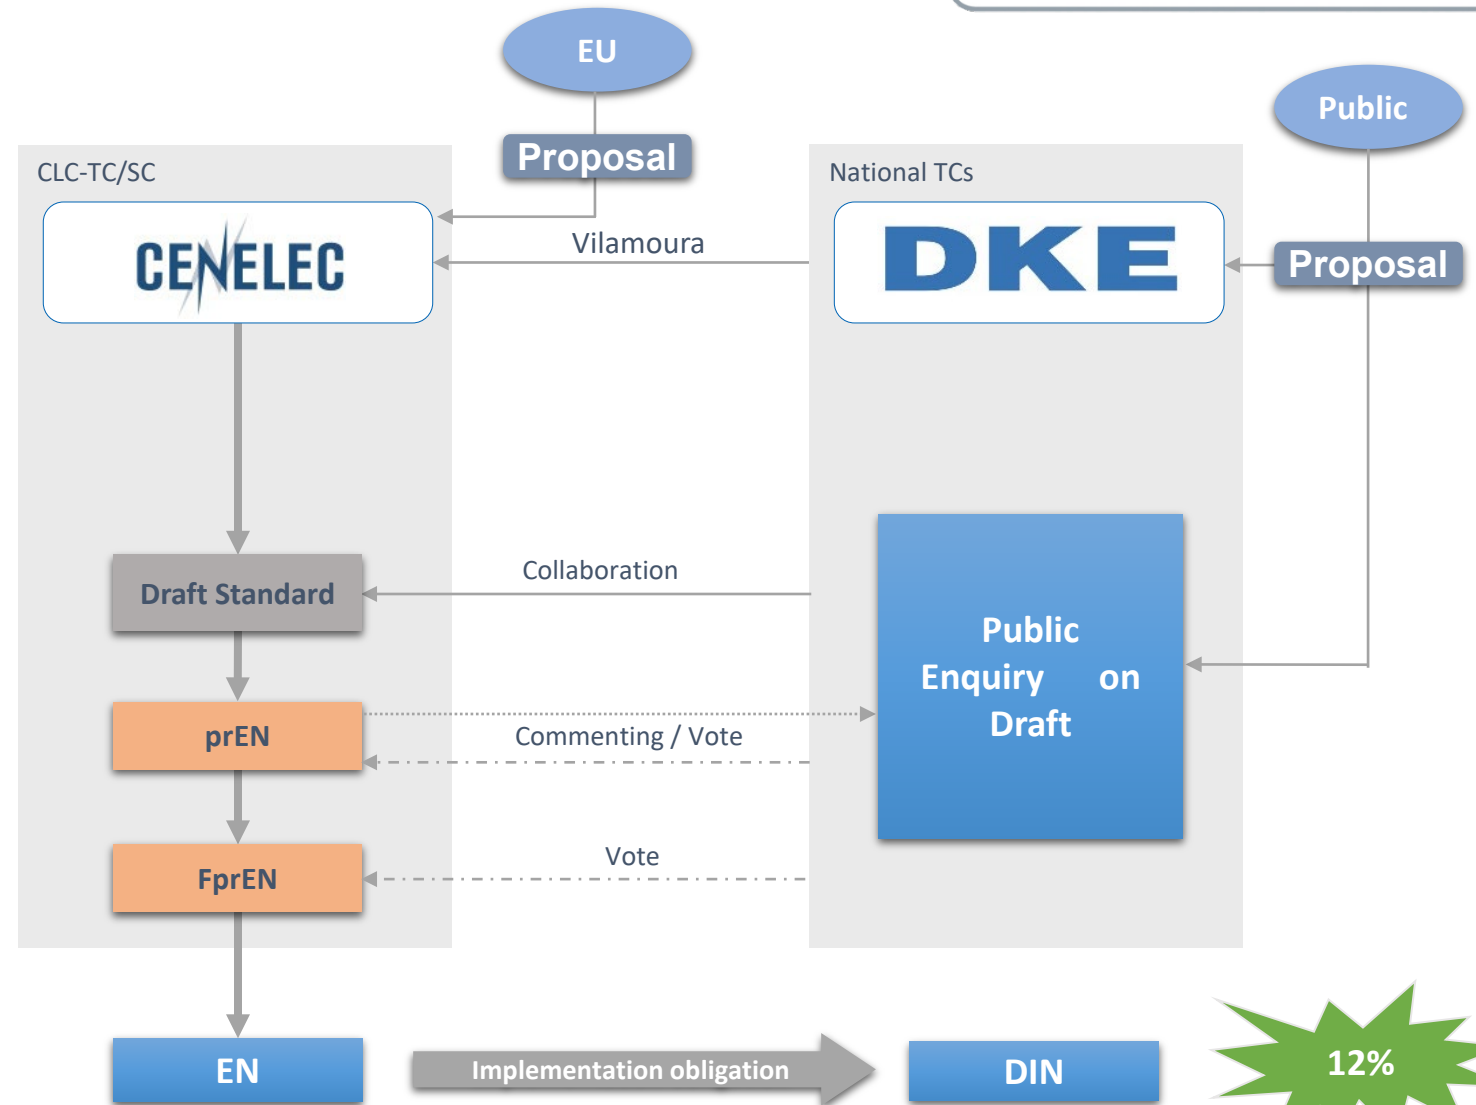 EU
Public
Proposal
CLC-TC/SC
National TCs
CENELEC
Vilamoura
DKE
Proposal
Draft Standard
Collaboration
Public
Enquiry on
Draft
prEN
Commenting / Vote
FprEN
Vote
EN
Implementation obligation
DIN
12%